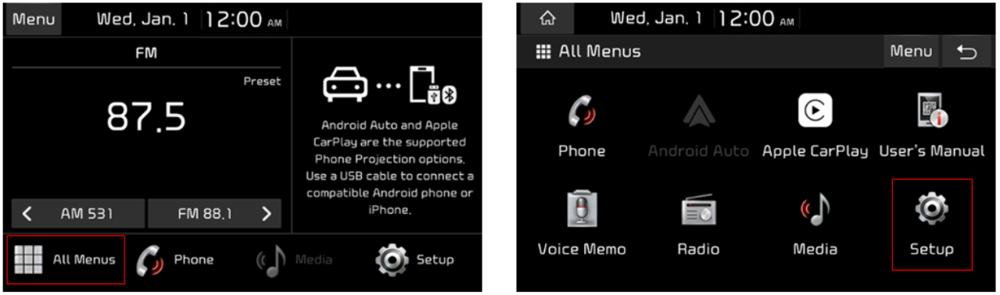 Menu Wed, Jan. 1 12:00 AM
FM
Preset
87.5
Android Auto and Apple
CarPlay are the supported
Phone Projection options.
Use a USB cable to connect a
compatible Android phone or
iPhone.
AM 531 FM 88.1
All Menus Phone Media Setup
Wed, Jan. 1 12:00 AM
All Menus Menu
Phone Android Auto Apple CarPlay User's Manual
Voice Memo Radio Media Setup